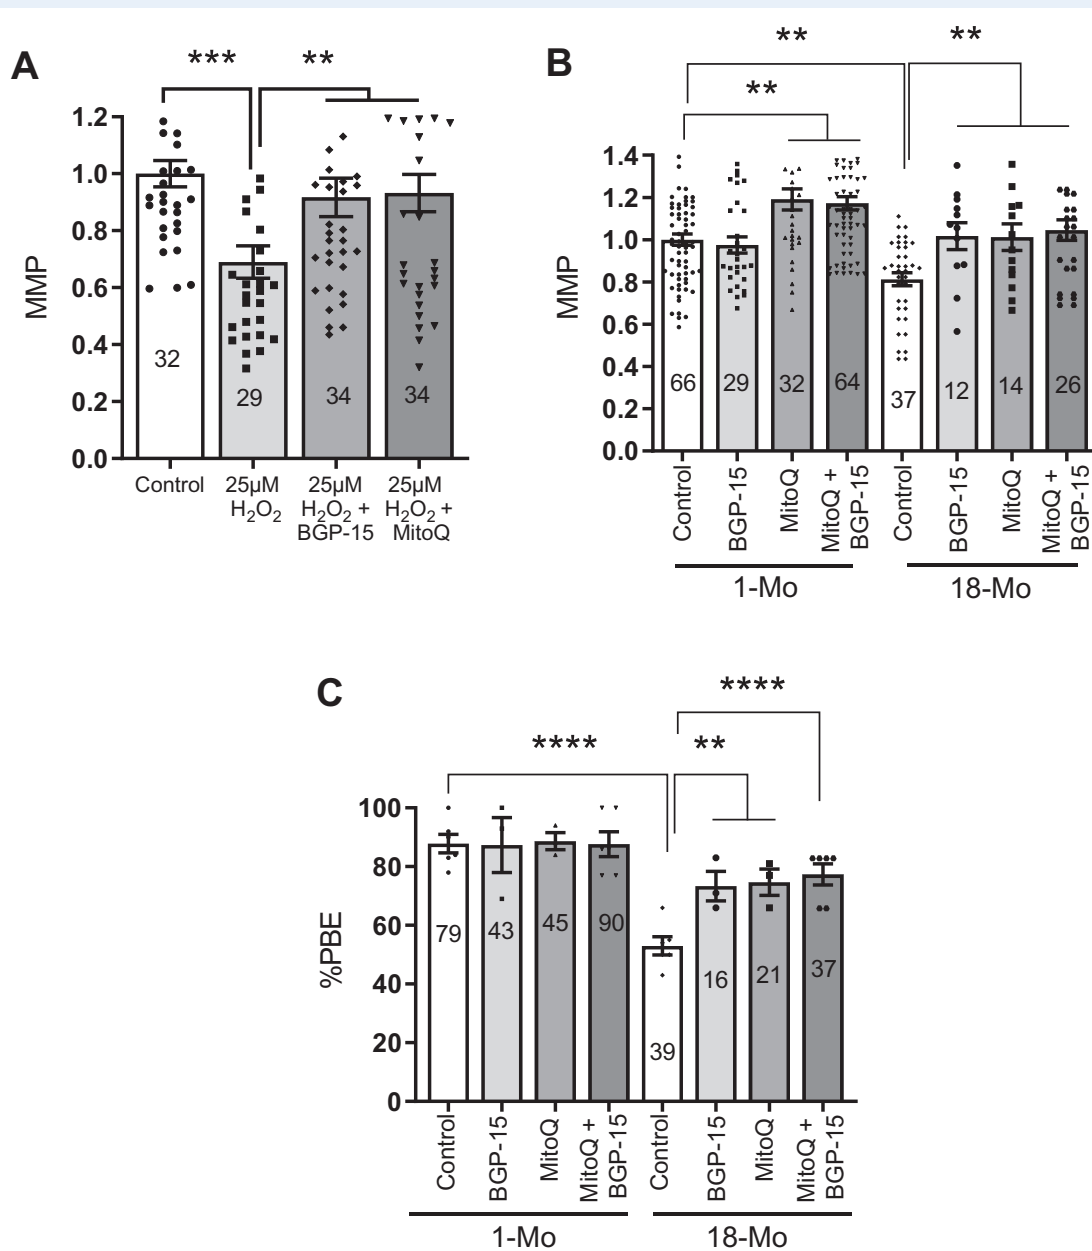 A
*** **
MMP
1.2
1.0
0.8
0.6
0.4
0.2
0.0
32
29
34
34
Control
25µM
H2O2
25µM
H2O2 +
BGP-15
25µM
H2O2 +
MitoQ
B
** **
**
MMP
1.4
1.2
1.0
0.8
0.6
0.4
0.2
0.0
66
29
32
64
37
12
14
26
Control
BGP-15
MitoQ
MitoQ +
BGP-15
Control
BGP-15
MitoQ
MitoQ +
BGP-15
1-Mo
18-Mo
C
****
**** **
%PBE
100
80
60
40
20
0
79
43
45
90
39
16
21
37
Control
BGP-15
MitoQ
MitoQ +
BGP-15
Control
BGP-15
MitoQ
MitoQ +
BGP-15
1-Mo
18-Mo